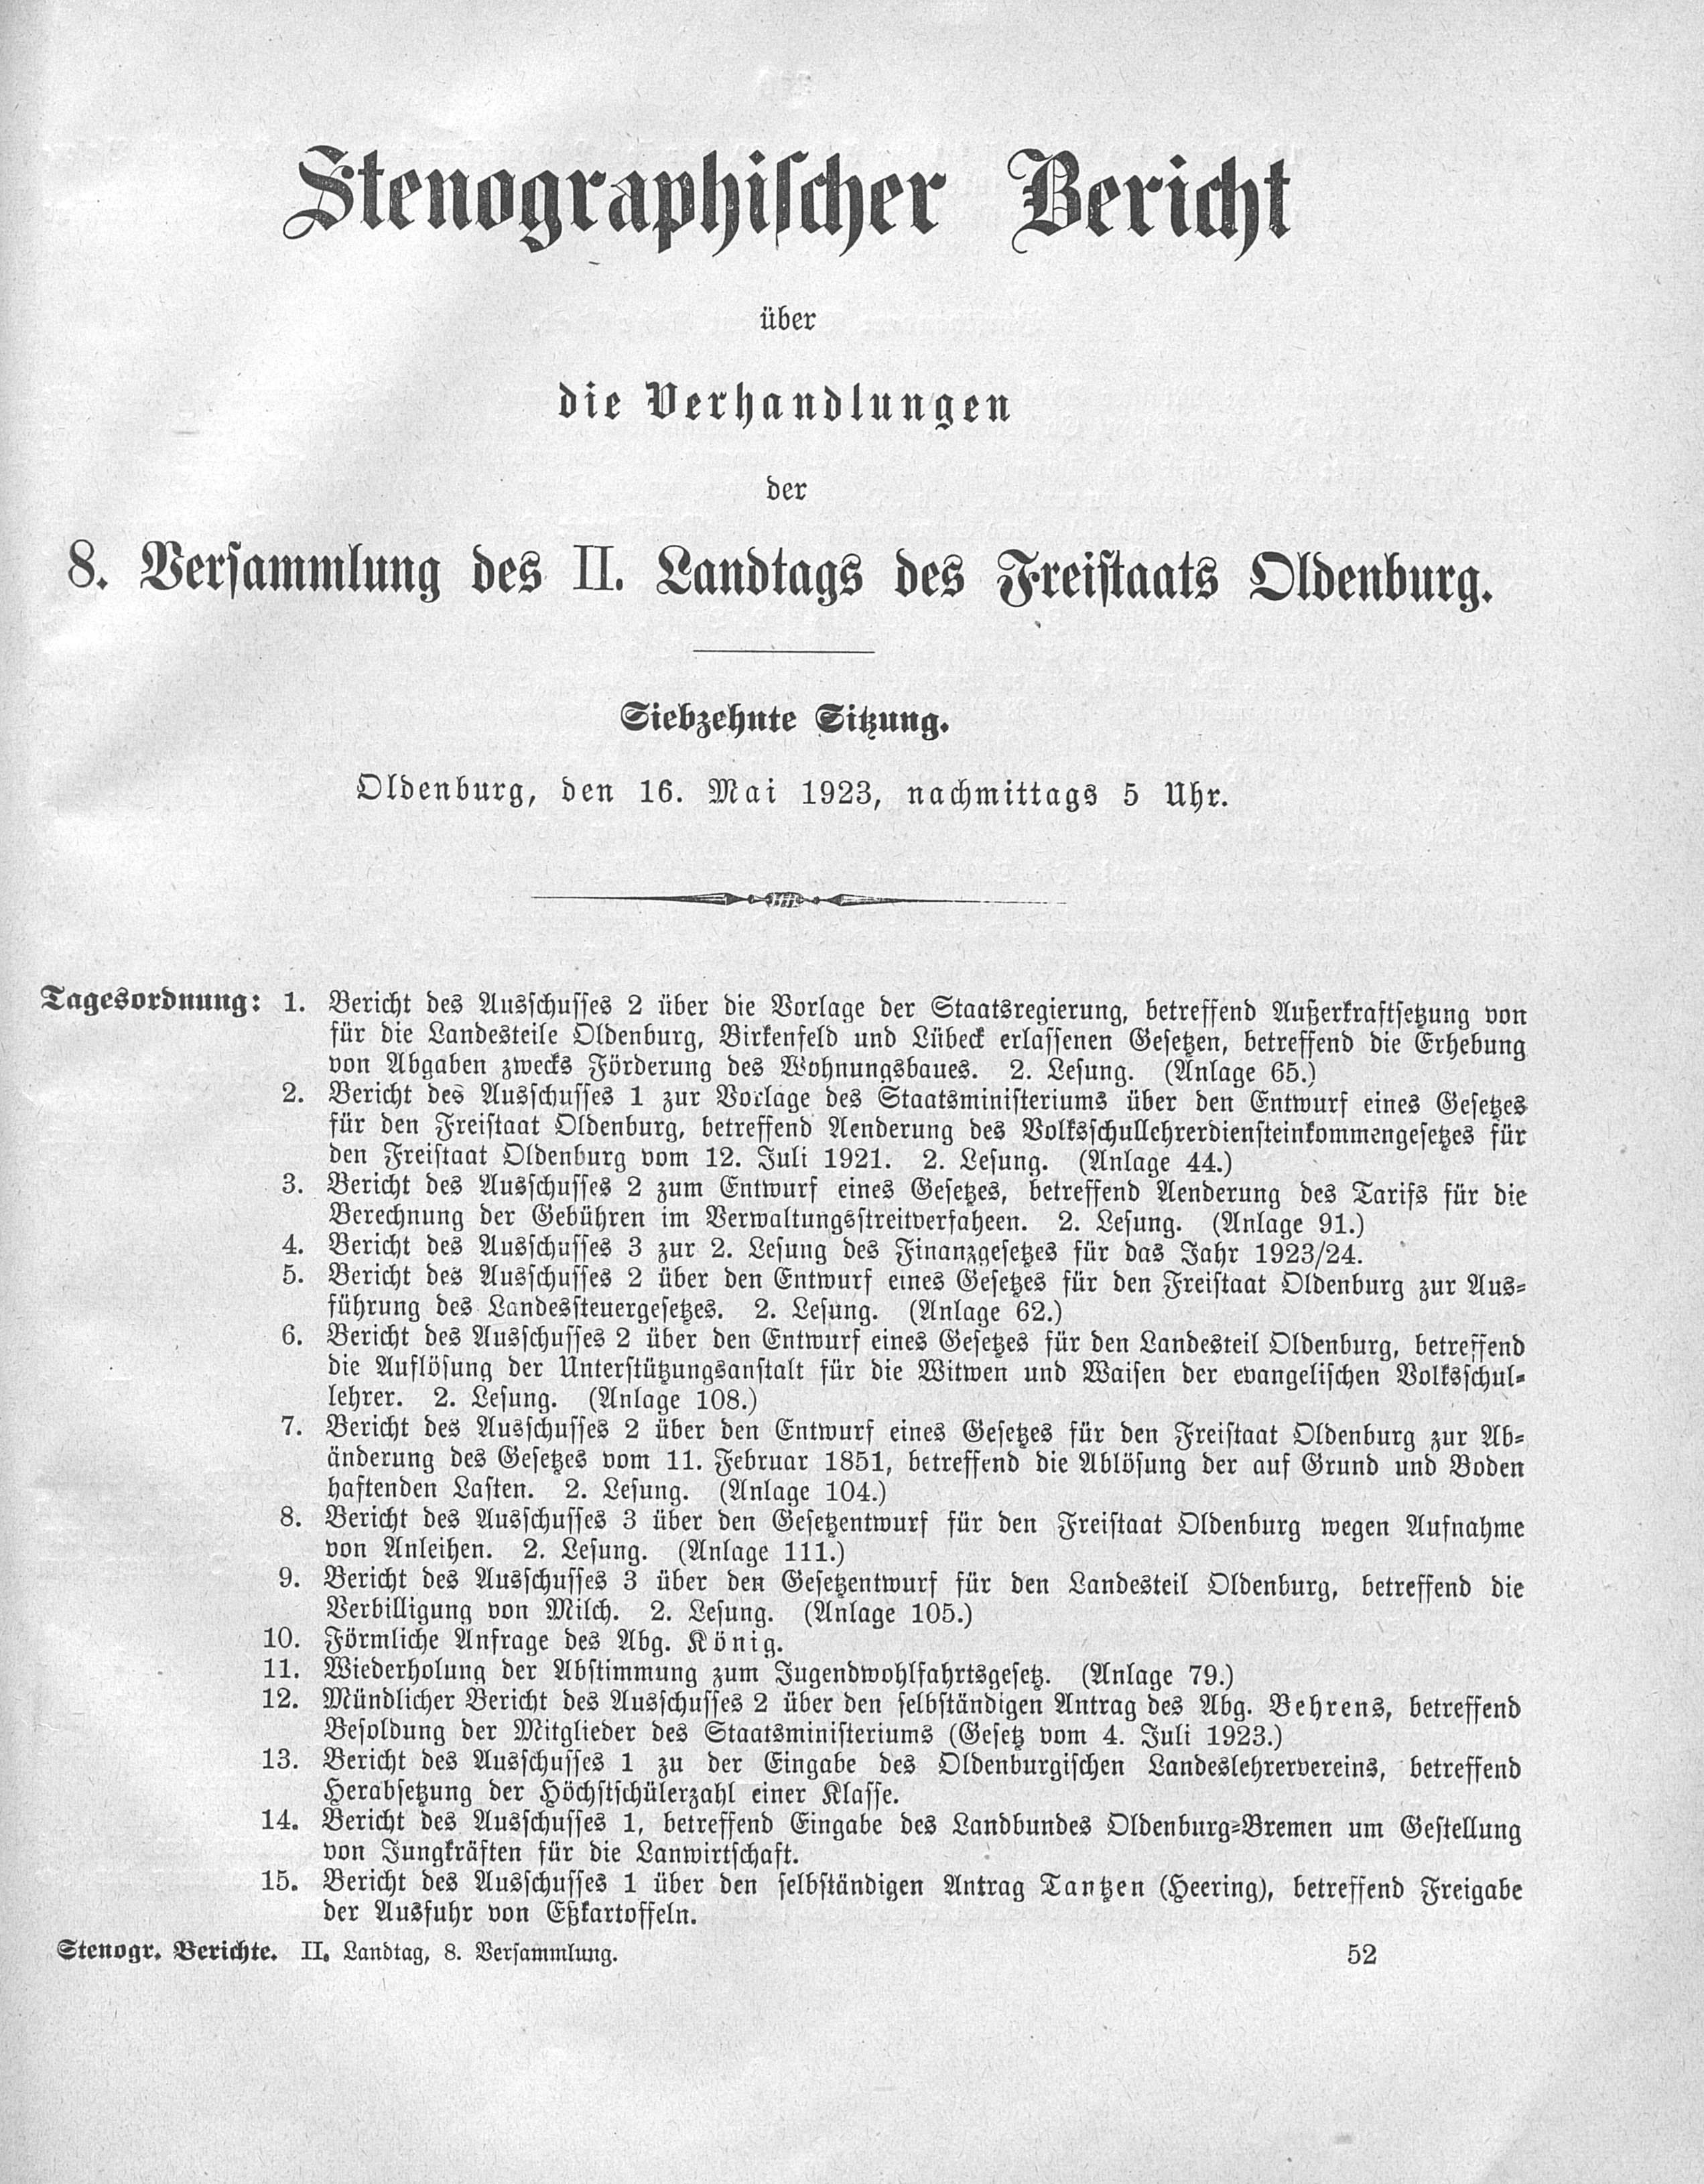 Stenographischer Bericht
über
die Verhandlungen
der
8. Versammlung des II. Landtags des Freistaats Oldenburg.
Siebzehnte Sitzung.
Oldenburg, den 16. Mai 1923, nachmittags 5 Uhr.
Tagesordnung: 1. Bericht des Ausschusses 2 über die Vorlage der Staatsregierung, betreffend Außerkraftsetzung von
für die Landesteile Oldenburg, Birkenfeld und Lübeck erlassenen Gesetzen, betreffend die Erhebung
von Abgaben zwecks Förderung des Wohnungsbaues. 2. Lesung. (Anlage 65.)
2. Bericht des Ausschusses 1 zur Vorlage des Staatsministeriums über den Entwurf eines Gesetzes
für den Freistaat Oldenburg, betreffend Aenderung des Volksschullehrerdiensteinkommengesetzes für
den Freistaat Oldenburg vom 12. Juli 1921. 2. Lesung. (Anlage 44.)
3. Bericht des Ausschusses 2 zum Entwurf eines Gesetzes, betreffend Aenderung des Tarifs für die
Berechnung der Gebühren im Verwaltungsstreitverfaheen. 2. Lesung. (Anlage 91.)
4. Bericht des Ausschusses 3 zur 2. Lesung des Finanzgesetzes für das Jahr 1923/24.
5. Bericht des Ausschusses 2 über den Entwurf eines Gesetzes für den Freistaat Oldenburg zur Aus-
führung des Landessteuergesetzes. 2. Lesung. (Anlage 62.)
6. Bericht des Ausschusses 2 über den Entwurf eines Gesetzes für den Landesteil Oldenburg, betreffend
die Auflösung der Unterstützungsanstalt für die Witwen und Waisen der evangelischen Volksschul-
lehrer. 2. Lesung. (Anlage 108.)
7. Bericht des Ausschusses 2 über den Entwurf eines Gesetzes für den Freistaat Oldenburg zur Ab-
änderung des Gesetzes vom 11. Februar 1851, betreffend die Ablösung der auf Grund und Boden
haftenden Lasten. 2. Lesung. (Anlage 104.)
8. Bericht des Ausschusses 3 über den Gesetzentwurf für den Freistaat Oldenburg wegen Aufnahme
von Anleihen. 2. Lesung. (Anlage 111.)
9. Bericht des Ausschusses 3 über den Gesetzentwurf für den Landesteil Oldenburg, betreffend die
Verbilligung von Milch. 2. Lesung. (Anlage 105.)
10. Förmliche Anfrage des Abg. König.
11. Wiederholung der Abstimmung zum Jugendwohlfahrtsgesetz. (Anlage 79.)
12. Mündlicher Bericht des Ausschusses 2 über den selbständigen Antrag des Abg. Behrens, betreffend
Besoldung der Mitglieder des Staatsministeriums (Gesetz vom 4. Juli 1923.)
13. Bericht des Ausschusses 1 zu der Eingabe des Oldenburgischen Landeslehrervereins, betreffend
Herabsetzung der Höchstschülerzahl einer Klasse.
14. Bericht des Ausschusses 1, betreffend Eingabe des Landbundes Oldenburg-Bremen um Gestellung
von Jungkräften für die Lanwirtschaft.
15. Bericht des Ausschusses 1 über den selbständigen Antrag Tantzen (Heering), betreffend Freigabe
der Ausfuhr von Eßkartoffeln.
Stenogr. Berichte. II. Landtag, 8. Versammlung. 52